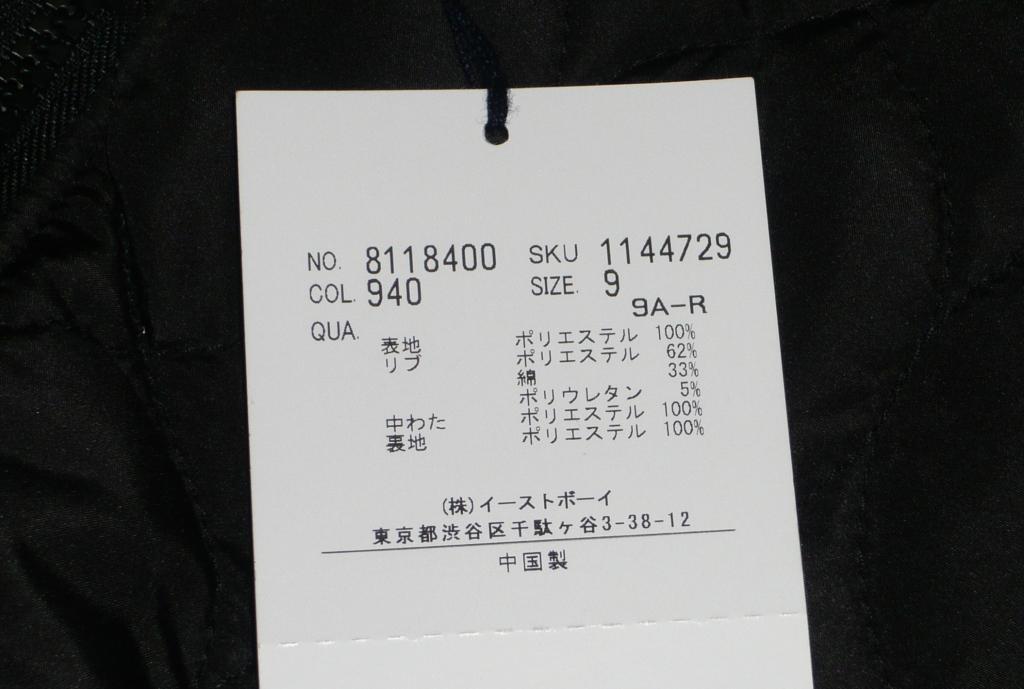 NO. 8118400 SKU 1144729
COL. 940 SIZE. 9
9A-R
QUA.
表地 ポリエステル 100%
リブ ポリエステル 62%
綿 33%
ポリウレタン 5%
中わた ポリエステル 100%
裏地 ポリエステル 100%
(株)イーストボーイ
東京都渋谷区千駄ヶ谷3-38-12
中国製